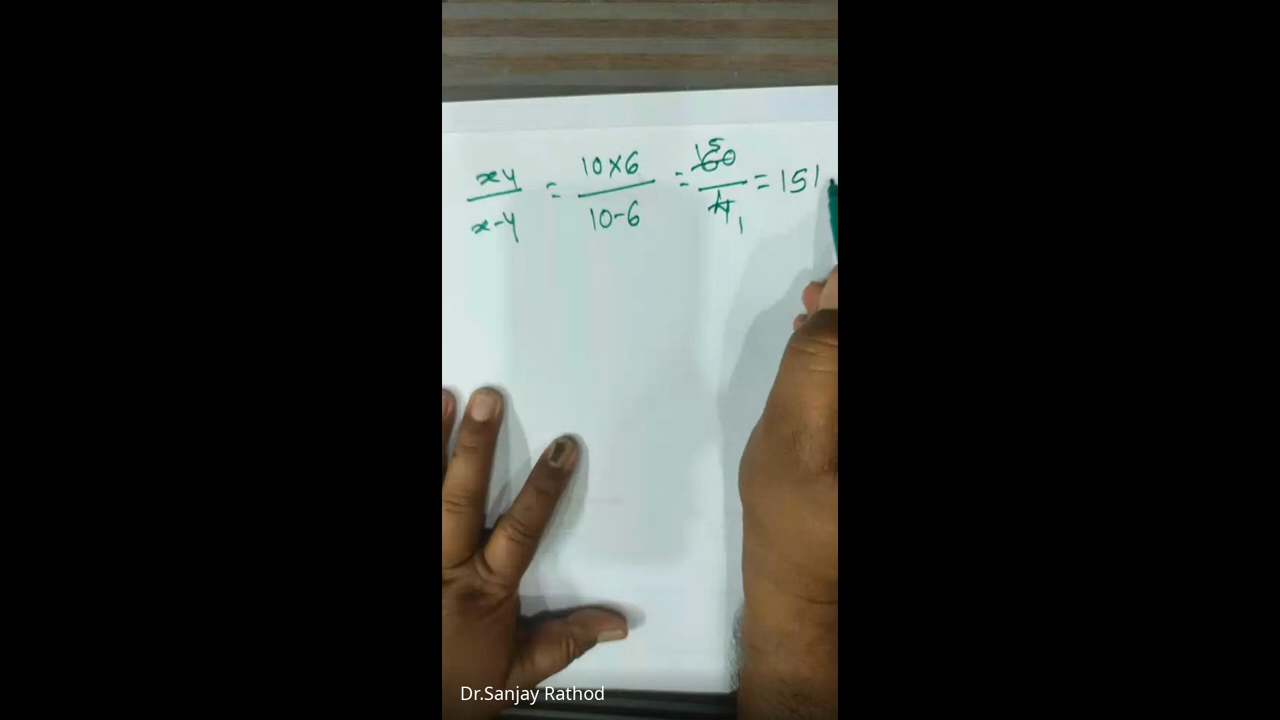 xy/x-y = 10×6/10-6 = 60/4 = 15
Dr.Sanjay Rathod